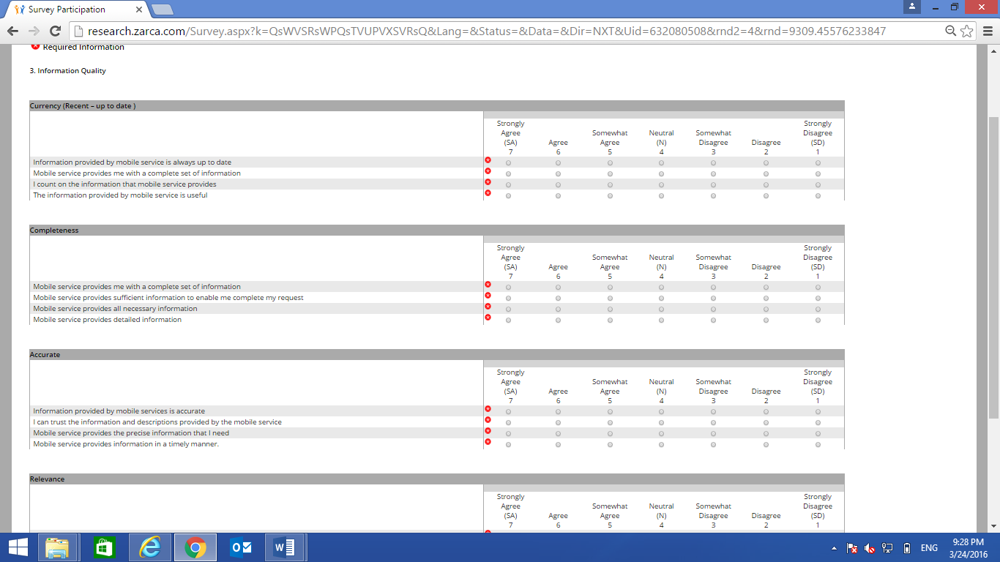 Survey Participation
research.zarca.com/Survey.aspx?k=QsWVSRsWPQsTVUPVXSVRsQ&Lang=&Status=&Data=&Dir=NXT&Uid=632080508&rnd2=4&rnd=9309.45576233847
Required Information
3. Information Quality
Currency (Recent – up to date )
Strongly Agree (SA) 7 Agree 6 Somewhat Agree 5 Neutral (N) 4 Somewhat Disagree 3 Disagree 2 Strongly Disagree (SD) 1
Information provided by mobile service is always up to date
Mobile service provides me with a complete set of information
I count on the information that mobile service provides
The information provided by mobile service is useful
Completeness
Strongly Agree (SA) 7 Agree 6 Somewhat Agree 5 Neutral (N) 4 Somewhat Disagree 3 Disagree 2 Strongly Disagree (SD) 1
Mobile service provides me with a complete set of information
Mobile service provides sufficient information to enable me complete my request
Mobile service provides all necessary information
Mobile service provides detailed information
Accurate
Strongly Agree (SA) 7 Agree 6 Somewhat Agree 5 Neutral (N) 4 Somewhat Disagree 3 Disagree 2 Strongly Disagree (SD) 1
Information provided by mobile services is accurate
I can trust the information and descriptions provided by the mobile service
Mobile service provides the precise information that I need
Mobile service provides information in a timely manner.
Relevance
Strongly Agree (SA) 7 Agree 6 Somewhat Agree 5 Neutral (N) 4 Somewhat Disagree 3 Disagree 2 Strongly Disagree (SD) 1
ENG
9:28 PM
3/24/2016